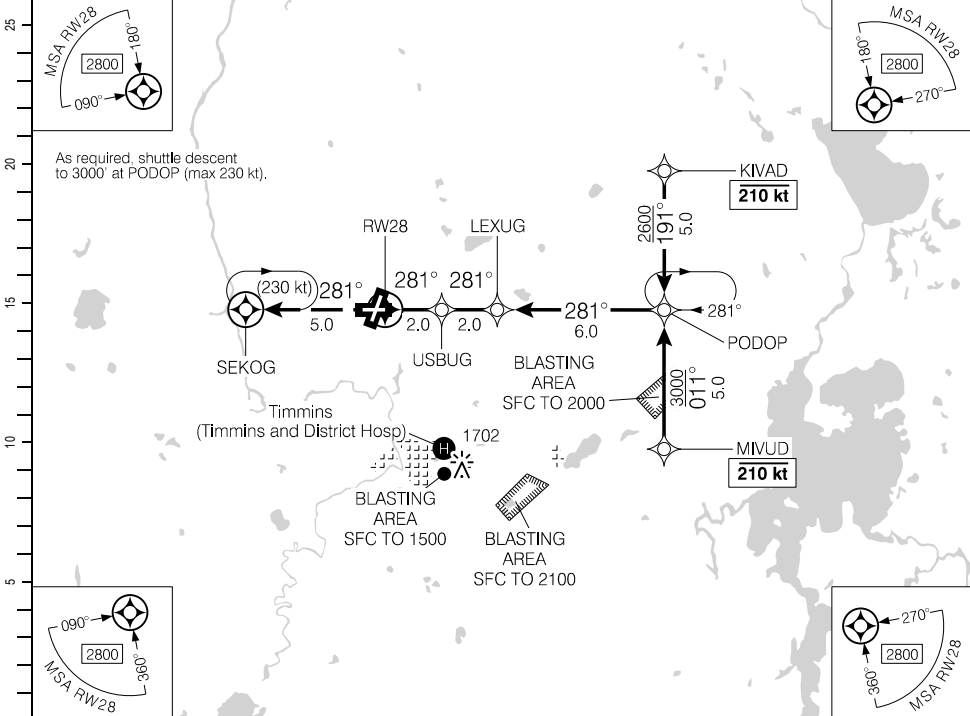 25
MSA RW28
180°
2800
090°
MSA RW28
180°
2800
270°
20
As required, shuttle descent
to 3000' at PODOP (max 230 kt).
KIVAD
210 kt
2600
191°
5.0
RW28
LEXUG
281°
281°
281°
(230 kt)
15
5.0
2.0
2.0
281°
6.0
281°
SEKOG
USBUG
PODOP
BLASTING
AREA
SFC TO 2000
3000
011°
5.0
Timmins
(Timmins and District Hosp)
H
1702
10
MIVUD
210 kt
BLASTING
AREA
SFC TO 1500
BLASTING
AREA
SFC TO 2100
5
090°
2800
360°
MSA RW28
270°
2800
360°
MSA RW28